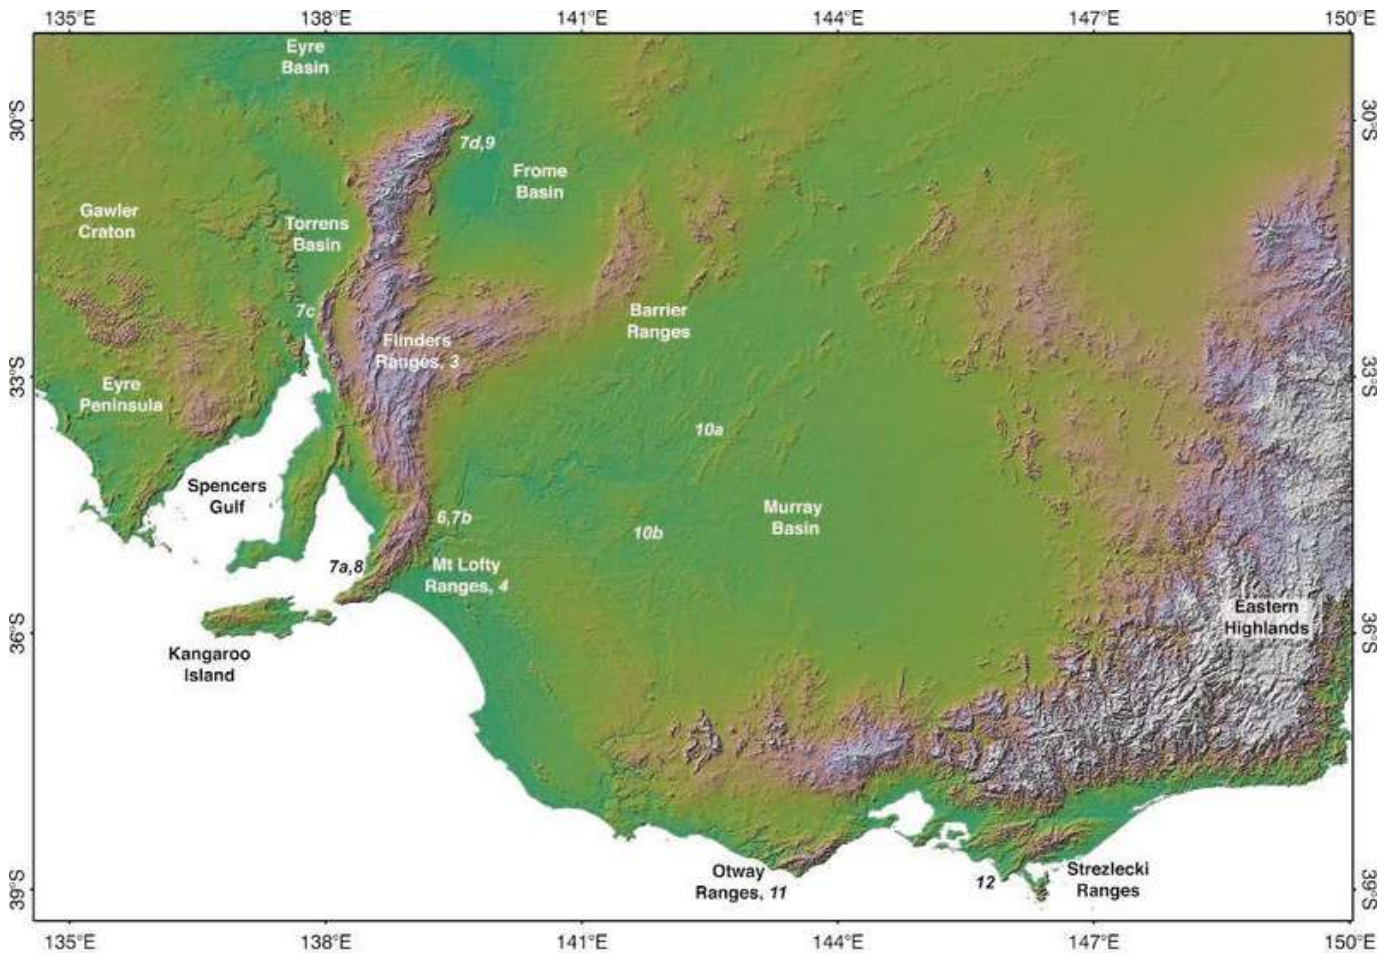 135°E 138°E 141°E 144°E 147°E 150°E
Eyre
Basin
30°S
30°S
7d,9
Frome
Basin
Gawler
Craton
Torrens
Basin
7c
Barrier
Ranges
Flinders
Ranges, 3
33°S
33°S
Eyre
Peninsula
10a
Spencers
Gulf
6,7b
Murray
Basin
10b
7a,8
Mt Lofty
Ranges, 4
Eastern
Highlands
36°S
36°S
Kangaroo
Island
Otway
Ranges, 11
12
Strezlecki
Ranges
39°S
39°S
135°E 138°E 141°E 144°E 147°E 150°E